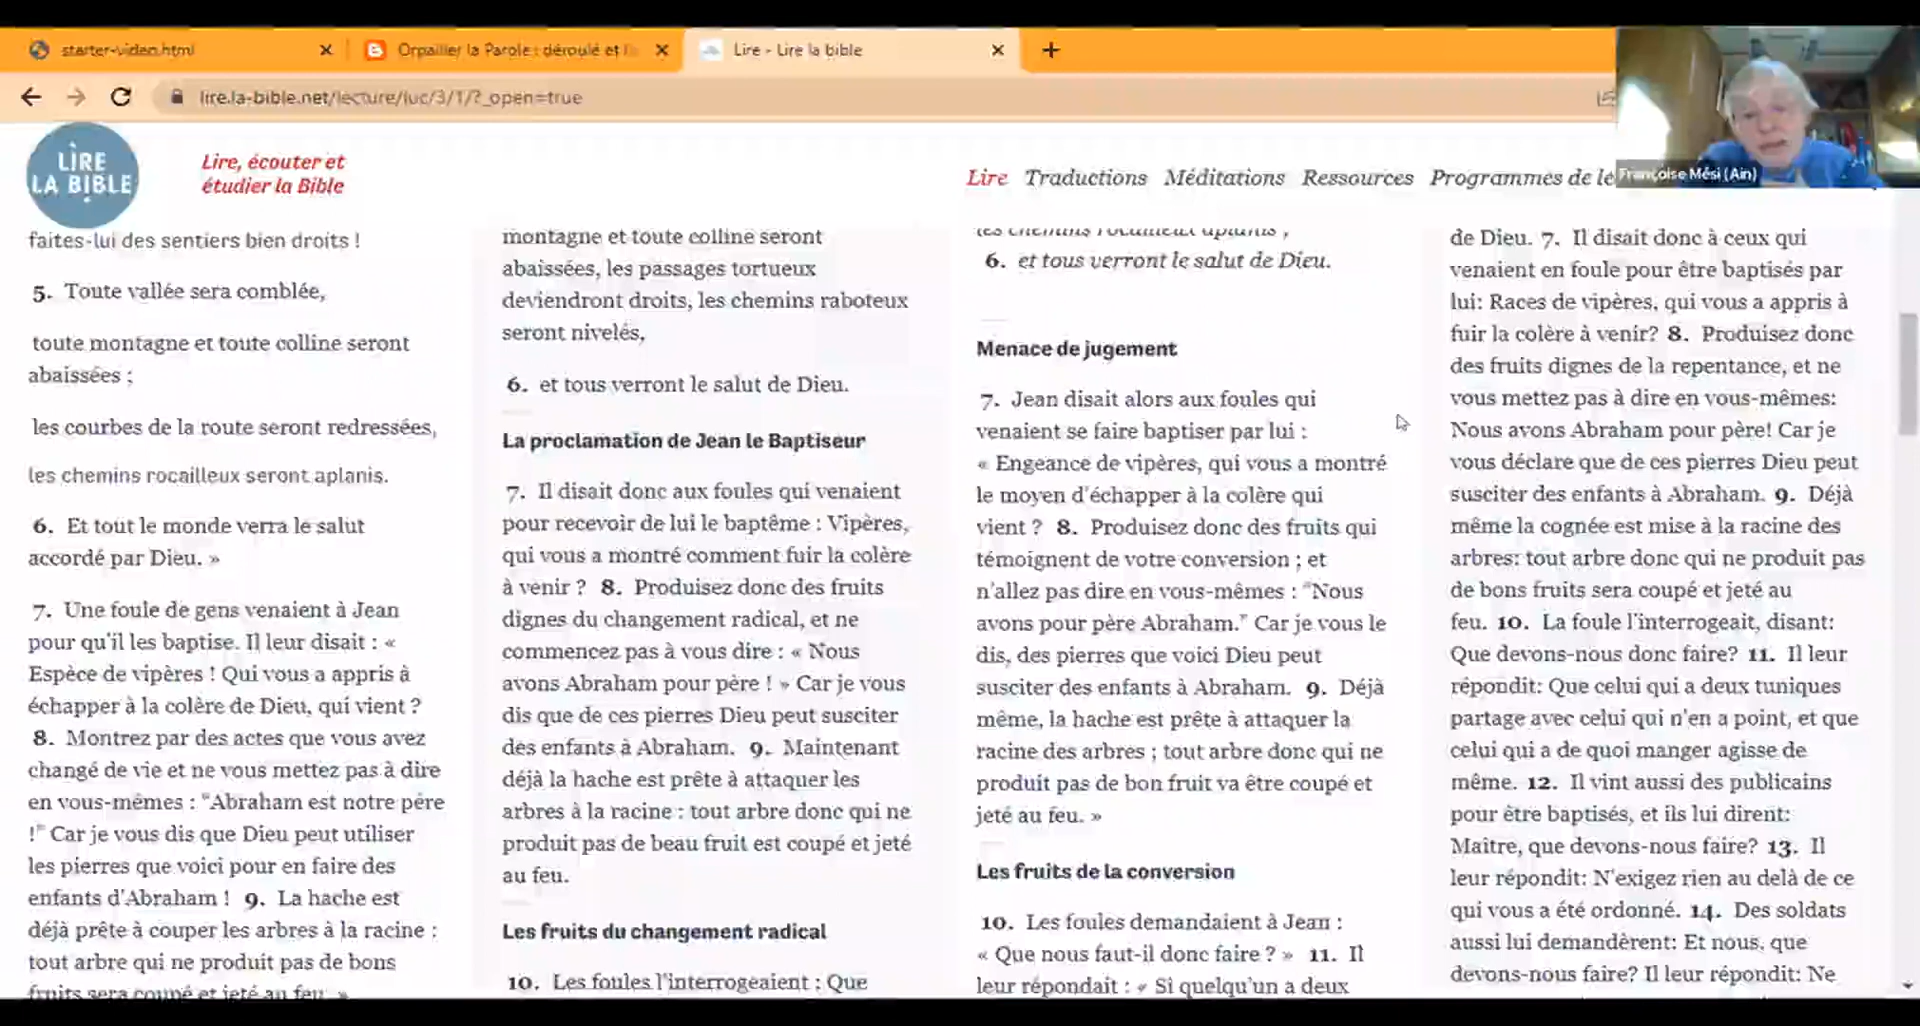 starter-video.html
Orpailler la Parole : déroulé et
Lire - Lire la bible
lire.la-bible.net/lecture/luc/3/1/?_open=true
LIRE
LA BIBLE
Lire, écouter et
étudier la Bible
Lire Traductions Méditations Ressources Programmes de
Françoise Mési (Ain)
faites-lui des sentiers bien droits !
5. Toute vallée sera comblée,
toute montagne et toute colline seront
abaissées ;
les courbes de la route seront redressées,
les chemins rocailleux seront aplanis.
6. Et tout le monde verra le salut
accordé par Dieu. »
7. Une foule de gens venaient à Jean
pour qu'il les baptise. Il leur disait : «
Espèce de vipères ! Qui vous a appris à
échapper à la colère de Dieu, qui vient ?
8. Montrez par des actes que vous avez
changé de vie et ne vous mettez pas à dire
en vous-mêmes : "Abraham est notre père
!" Car je vous dis que Dieu peut utiliser
les pierres que voici pour en faire des
enfants d'Abraham ! 9. La hache est
déjà prête à couper les arbres à la racine :
tout arbre qui ne produit pas de bons
fruits sera coupé et jeté au feu. »
montagne et toute colline seront
abaissées, les passages tortueux
deviendront droits, les chemins raboteux
seront nivelés,
6. et tous verront le salut de Dieu.
La proclamation de Jean le Baptiseur
7. Il disait donc aux foules qui venaient
pour recevoir de lui le baptême : Vipères,
qui vous a montré comment fuir la colère
à venir ? 8. Produisez donc des fruits
dignes du changement radical, et ne
commencez pas à vous dire : « Nous
avons Abraham pour père ! » Car je vous
dis que de ces pierres Dieu peut susciter
des enfants à Abraham. 9. Maintenant
déjà la hache est prête à attaquer les
arbres à la racine : tout arbre donc qui ne
produit pas de beau fruit est coupé et jeté
au feu.
Les fruits du changement radical
10. Les foules l'interrogeaient : Que
les chemins rocailleux aplanis ;
6. et tous verront le salut de Dieu.
Menace de jugement
7. Jean disait alors aux foules qui
venaient se faire baptiser par lui :
« Engeance de vipères, qui vous a montré
le moyen d'échapper à la colère qui
vient ? 8. Produisez donc des fruits qui
témoignent de votre conversion ; et
n'allez pas dire en vous-mêmes : "Nous
avons pour père Abraham." Car je vous le
dis, des pierres que voici Dieu peut
susciter des enfants à Abraham. 9. Déjà
même, la hache est prête à attaquer la
racine des arbres ; tout arbre donc qui ne
produit pas de bon fruit va être coupé et
jeté au feu. »
Les fruits de la conversion
10. Les foules demandaient à Jean :
« Que nous faut-il donc faire ? » 11. Il
leur répondait : « Si quelqu'un a deux
de Dieu. 7. Il disait donc à ceux qui
venaient en foule pour être baptisés par
lui: Races de vipères, qui vous a appris à
fuir la colère à venir? 8. Produisez donc
des fruits dignes de la repentance, et ne
vous mettez pas à dire en vous-mêmes:
Nous avons Abraham pour père! Car je
vous déclare que de ces pierres Dieu peut
susciter des enfants à Abraham. 9. Déjà
même la cognée est mise à la racine des
arbres: tout arbre donc qui ne produit pas
de bons fruits sera coupé et jeté au
feu. 10. La foule l'interrogeait, disant:
Que devons-nous donc faire? 11. Il leur
répondit: Que celui qui a deux tuniques
partage avec celui qui n'en a point, et que
celui qui a de quoi manger agisse de
même. 12. Il vint aussi des publicains
pour être baptisés, et ils lui dirent:
Maître, que devons-nous faire? 13. Il
leur répondit: N'exigez rien au delà de ce
qui vous a été ordonné. 14. Des soldats
aussi lui demandèrent: Et nous, que
devons-nous faire? Il leur répondit: Ne